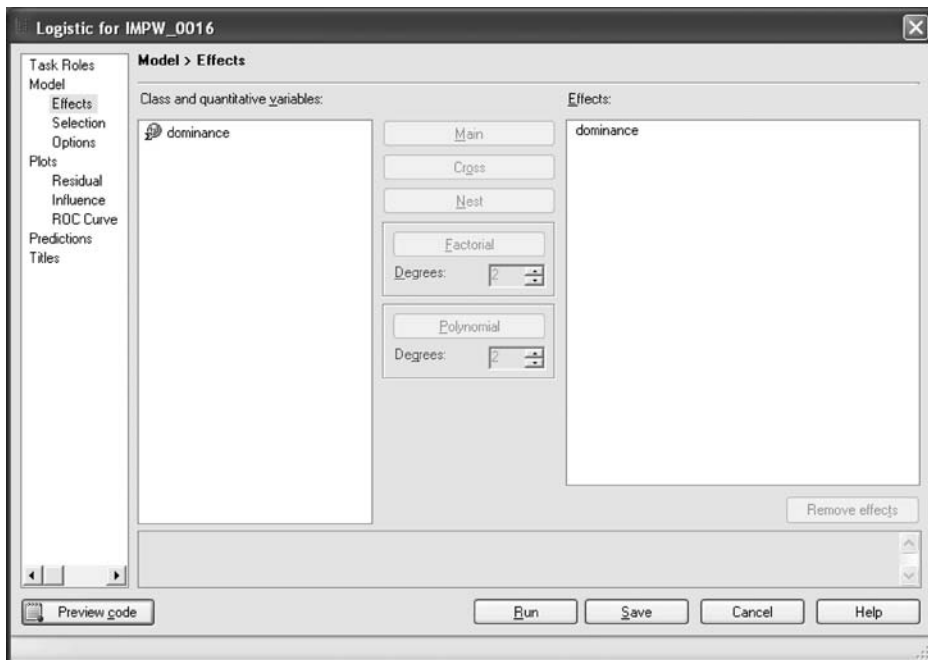 Logistic for IMPW_0016
Task Roles
Model
Effects
Selection
Options
Plots
Residual
Influence
ROC Curve
Predictions
Titles
Model > Effects
Class and quantitative variables:
dominance
Main
Cross
Nest
Factorial
Degrees: 2
Polynomial
Degrees: 2
Effects:
dominance
Remove effects
Preview code
Run
Save
Cancel
Help